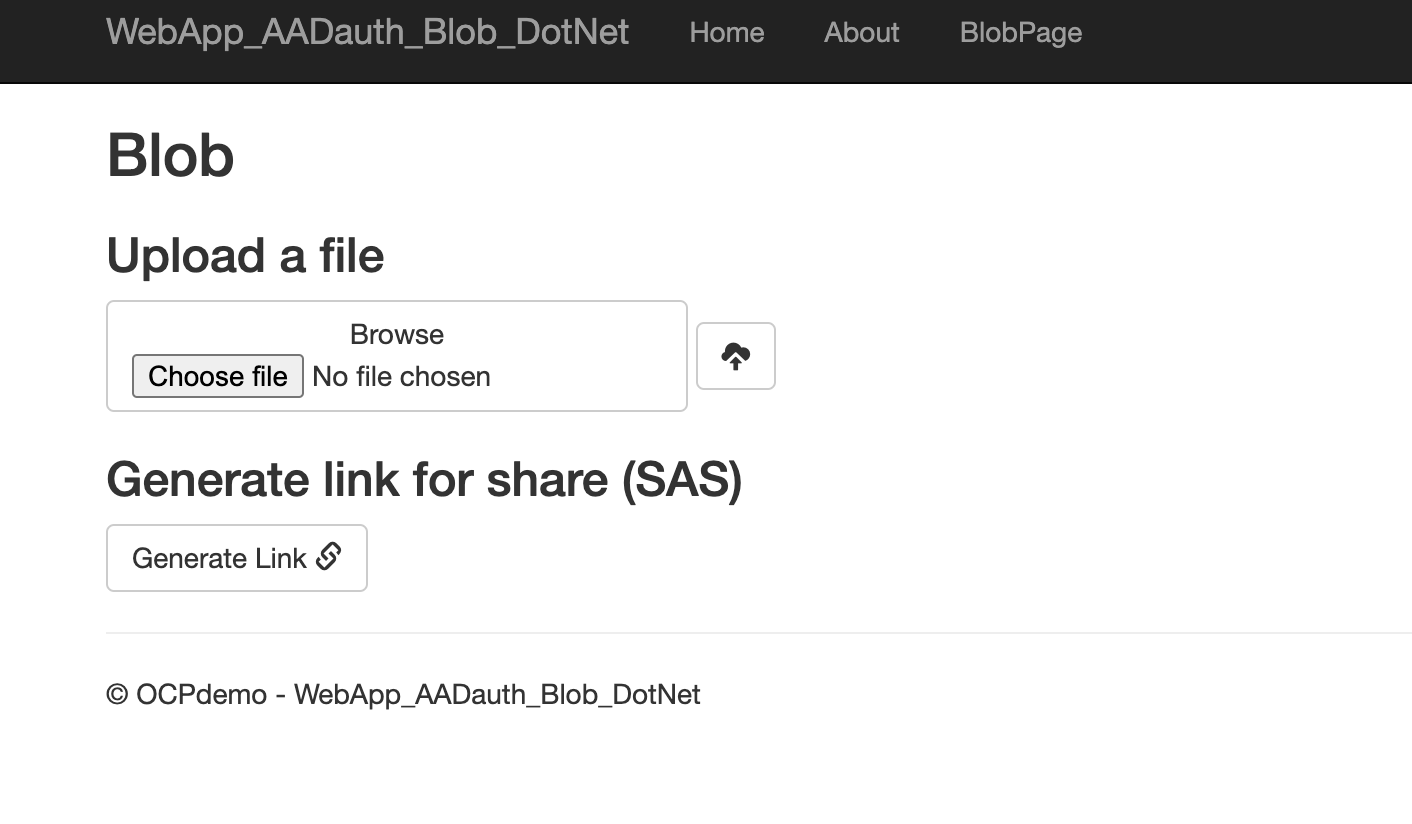 WebApp_AADauth_Blob_DotNet Home About BlobPage
Blob
Upload a file
Browse
Choose file No file chosen
Generate link for share (SAS)
Generate Link
© OCPdemo - WebApp_AADauth_Blob_DotNet